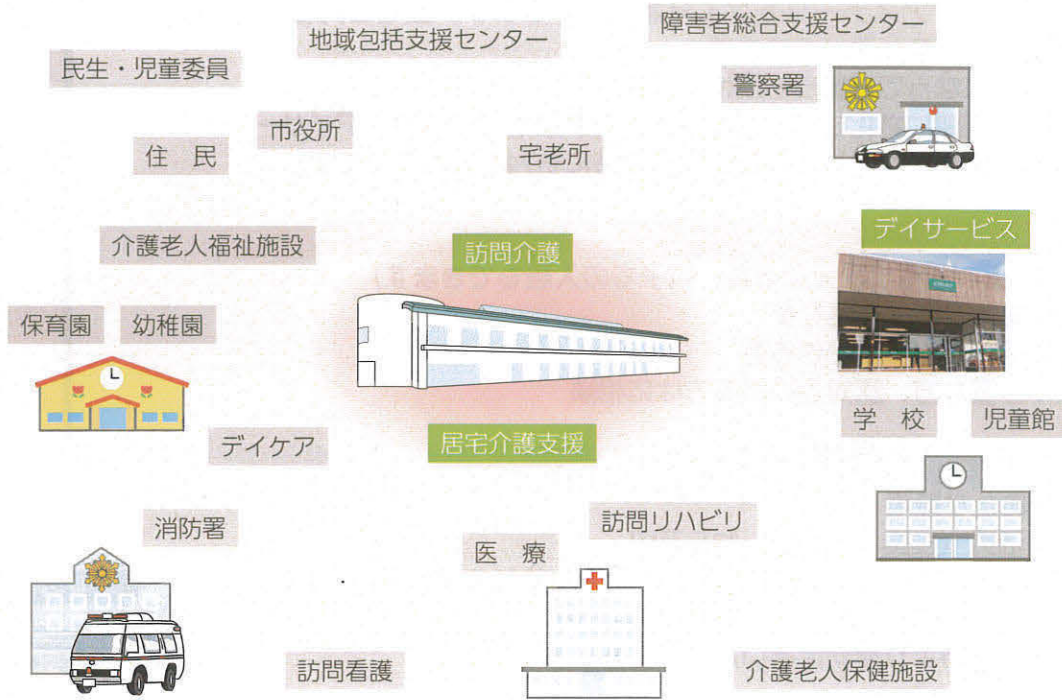 地域包括支援センター
障害者総合支援センター
民生・児童委員
警察署
市役所
住 民
宅老所
介護老人福祉施設
訪問介護
デイサービス
保育園
幼稚園
学 校
児童館
デイケア
居宅介護支援
消防署
訪問リハビリ
医 療
訪問看護
介護老人保健施設